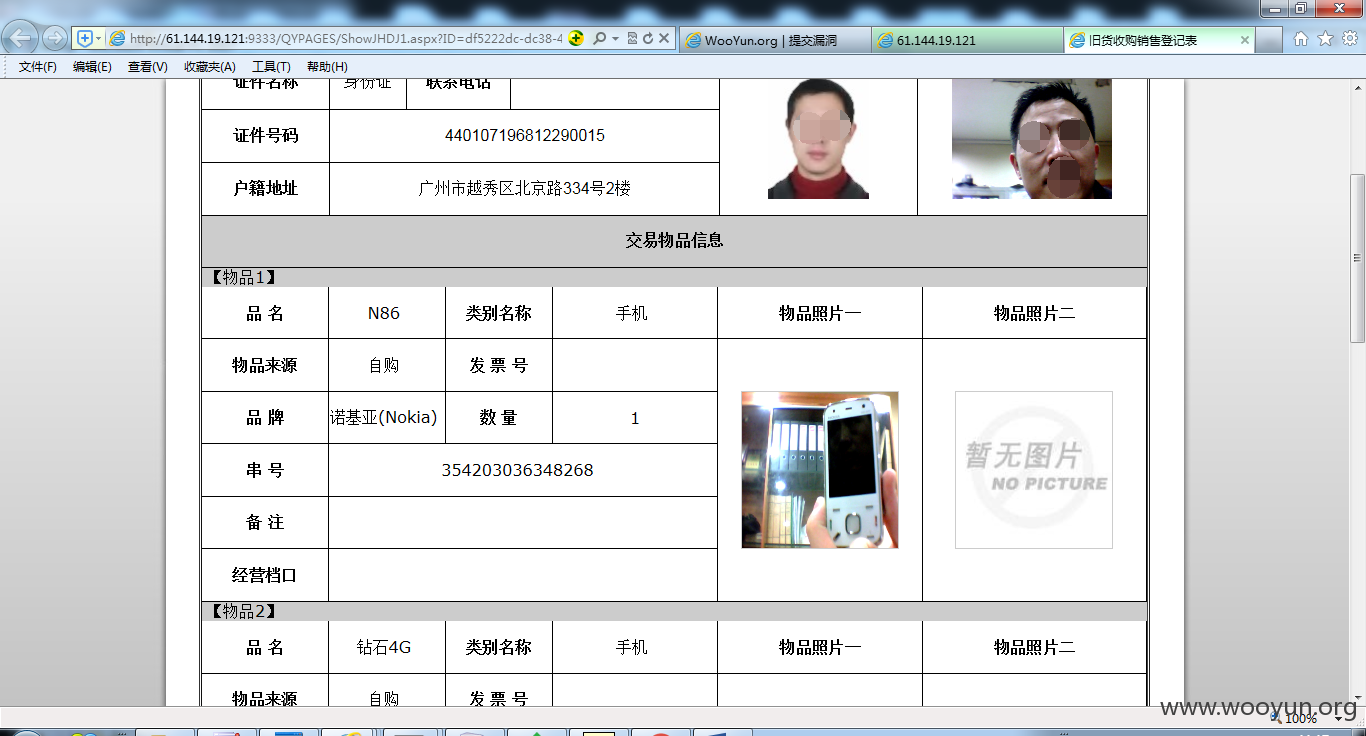 http://61.144.19.121:9333/QYPAGES/ShowJHDJ1.aspx?ID=df5222dc-dc38-4
WooYun.org | 提交漏洞
61.144.19.121
旧货收购销售登记表
文件(F) 编辑(E) 查看(V) 收藏夹(A) 工具(T) 帮助(H)
证件名称 身份证 联系电话
证件号码 440107196812290015
户籍地址 广州市越秀区北京路334号2楼
交易物品信息
【物品1】
品 名 N86 类别名称 手机 物品照片一 物品照片二
物品来源 自购 发 票 号
品 牌 诺基亚(Nokia) 数 量 1
串 号 354203036348268
暂无图片
NO PICTURE
备 注
经营档口
【物品2】
品 名 钻石4G 类别名称 手机 物品照片一 物品照片二
物品来源 自购 发 票 号
www.wooyun.org
100%